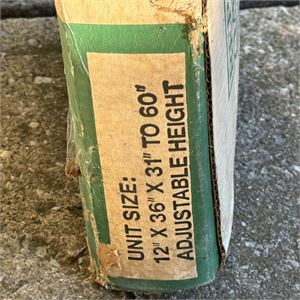 UNIT SIZE:
12" X 36" X 31" TO 60"
ADJUSTABLE HEIGHT